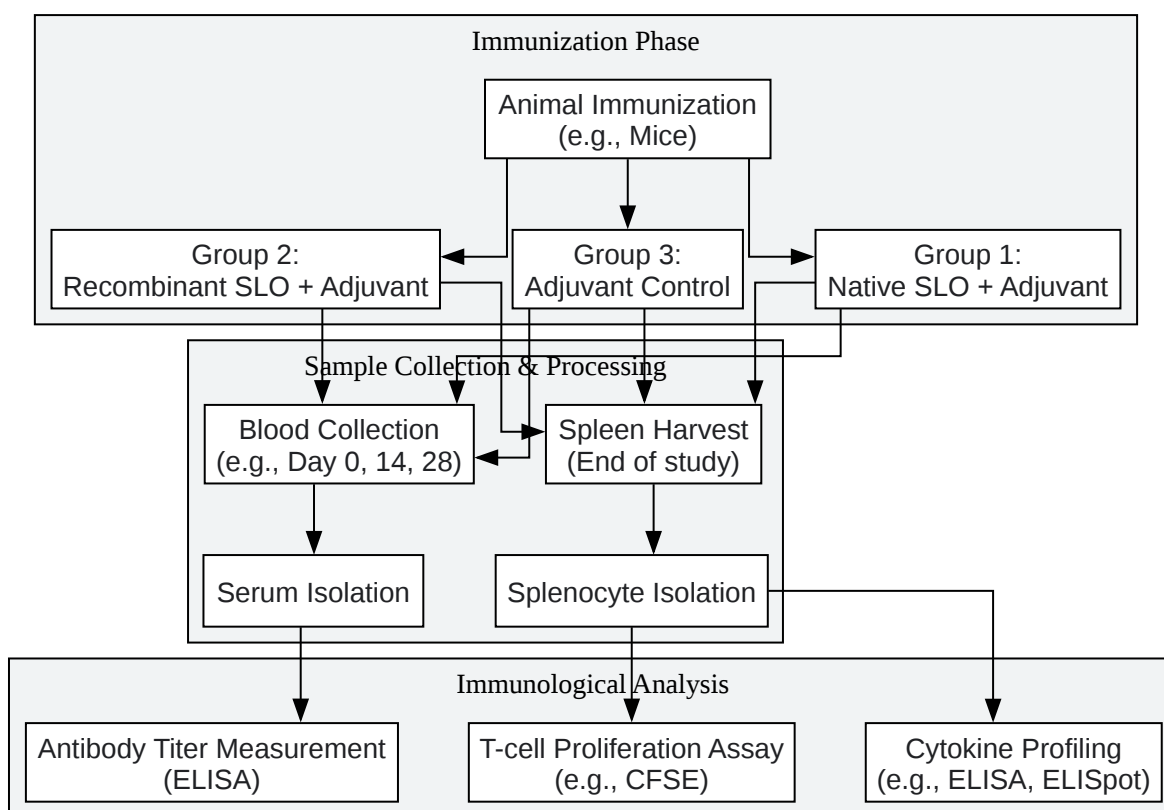 Immunization Phase
Animal Immunization
(e.g., Mice)
Group 2:
Recombinant SLO + Adjuvant
Group 3:
Adjuvant Control
Group 1:
Native SLO + Adjuvant
Sample Collection & Processing
Blood Collection
(e.g., Day 0, 14, 28)
Spleen Harvest
(End of study)
Serum Isolation
Splenocyte Isolation
Immunological Analysis
Antibody Titer Measurement
(ELISA)
T-cell Proliferation Assay
(e.g., CFSE)
Cytokine Profiling
(e.g., ELISA, ELISpot)